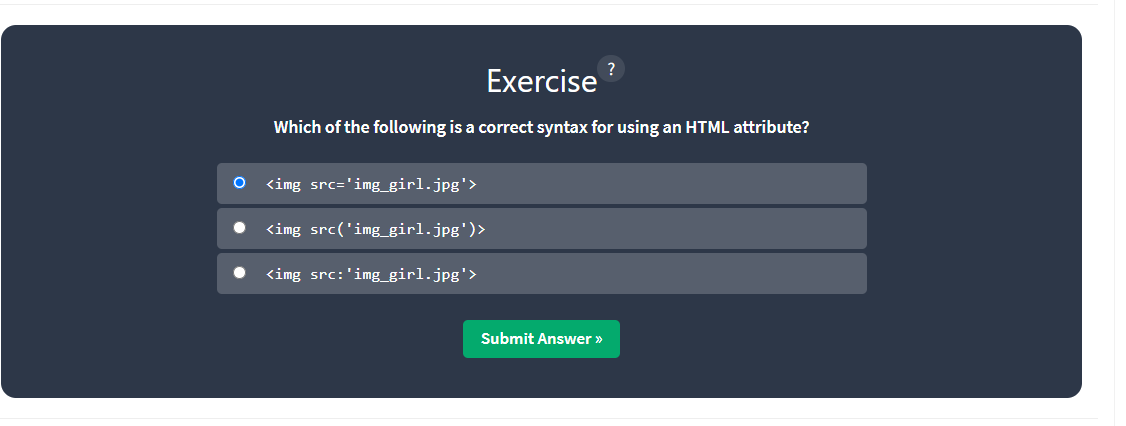 Exercise ?
Which of the following is a correct syntax for using an HTML attribute?
<img src='img_girl.jpg'>
<img src('img_girl.jpg')>
<img src:'img_girl.jpg'>
Submit Answer »